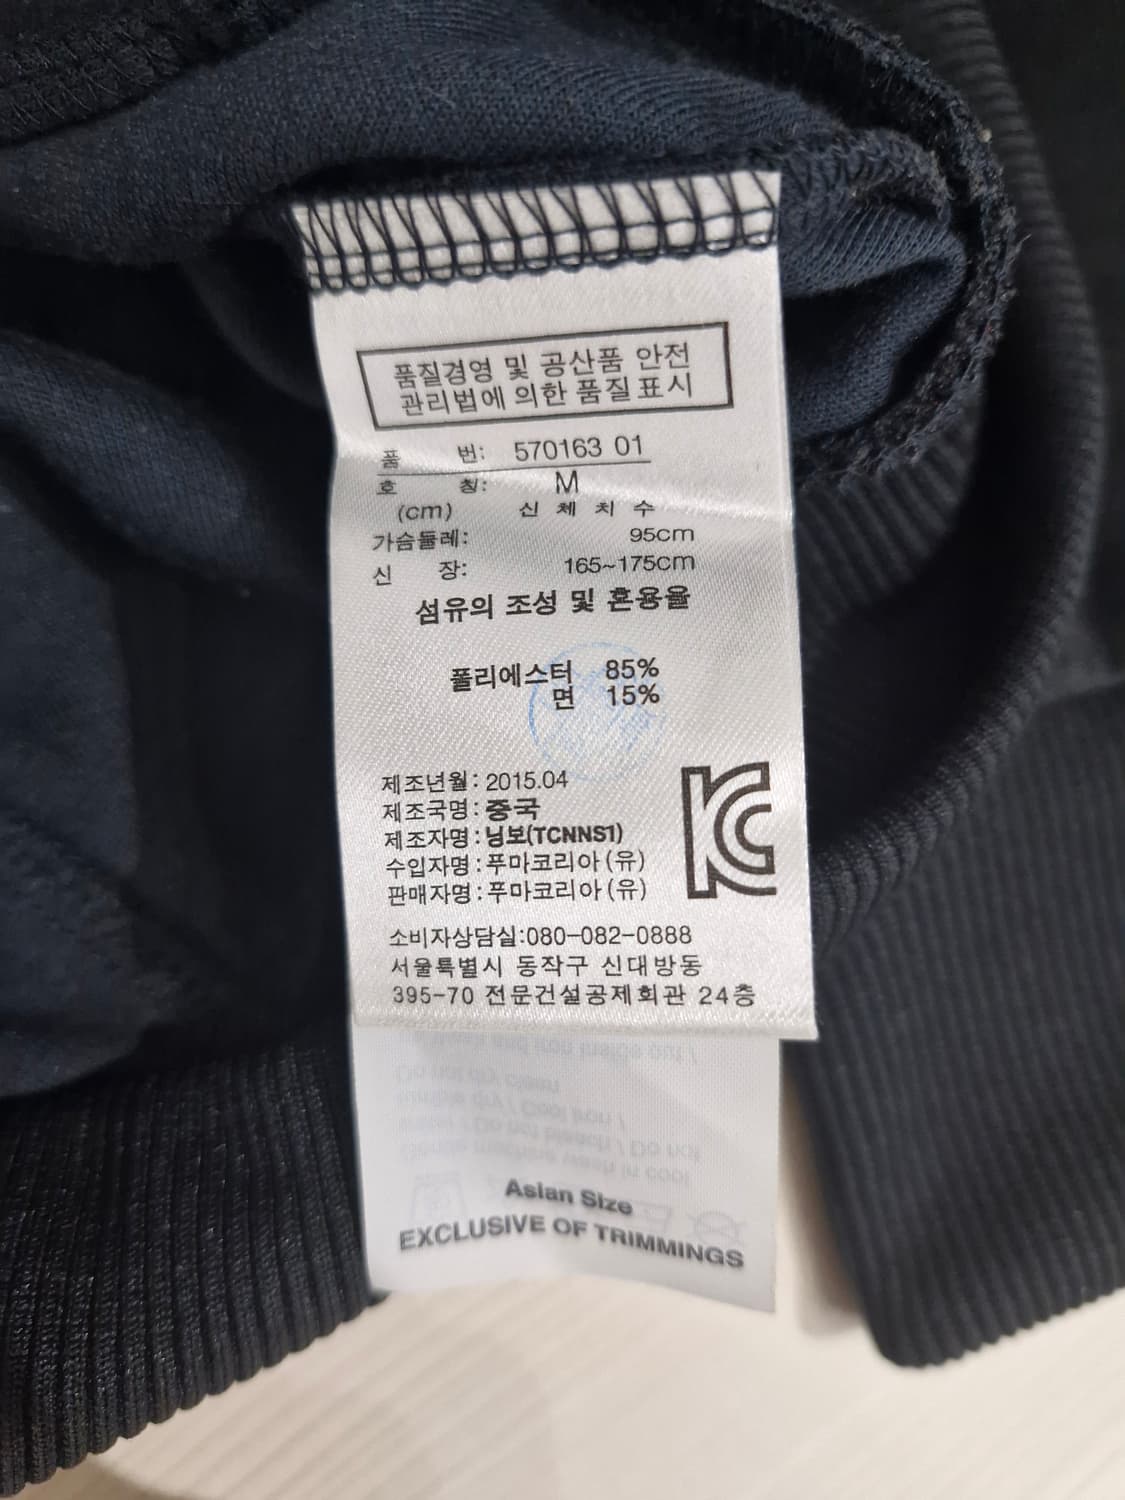 품질경영 및 공산품 안전
관리법에 의한 품질표시
품 번: 570163 01
호 칭: M
(cm) 신 체 치 수
가슴둘레: 95cm
신 장: 165~175cm
섬유의 조성 및 혼용율
폴리에스터 85%
면 15%
제조년월: 2015.04
제조국명: 중국
제조자명: 닝보(TCNNS1)
수입자명: 푸마코리아(유)
판매자명: 푸마코리아(유)
KC
소비자상담실:080-082-0888
서울특별시 동작구 신대방동
395-70 전문건설공제회관 24층
Asian Size
EXCLUSIVE OF TRIMMINGS